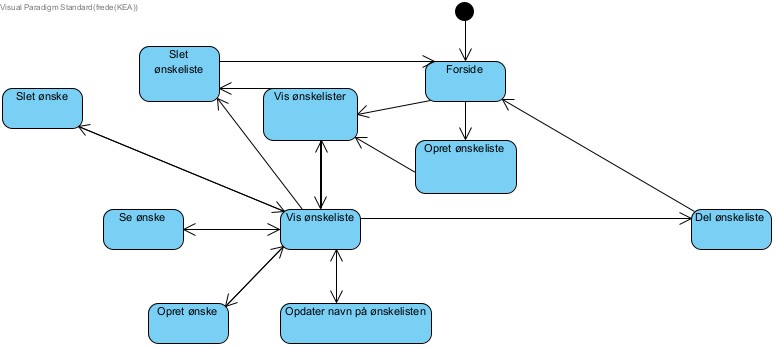 Visual Paradigm Standard(frede(KEA))
Slet
ønskeliste
Forside
Slet ønske
Vis ønskelister
Opret ønskeliste
Se ønske
Vis ønskeliste
Del ønskeliste
Opret ønske
Opdater navn på ønskelisten